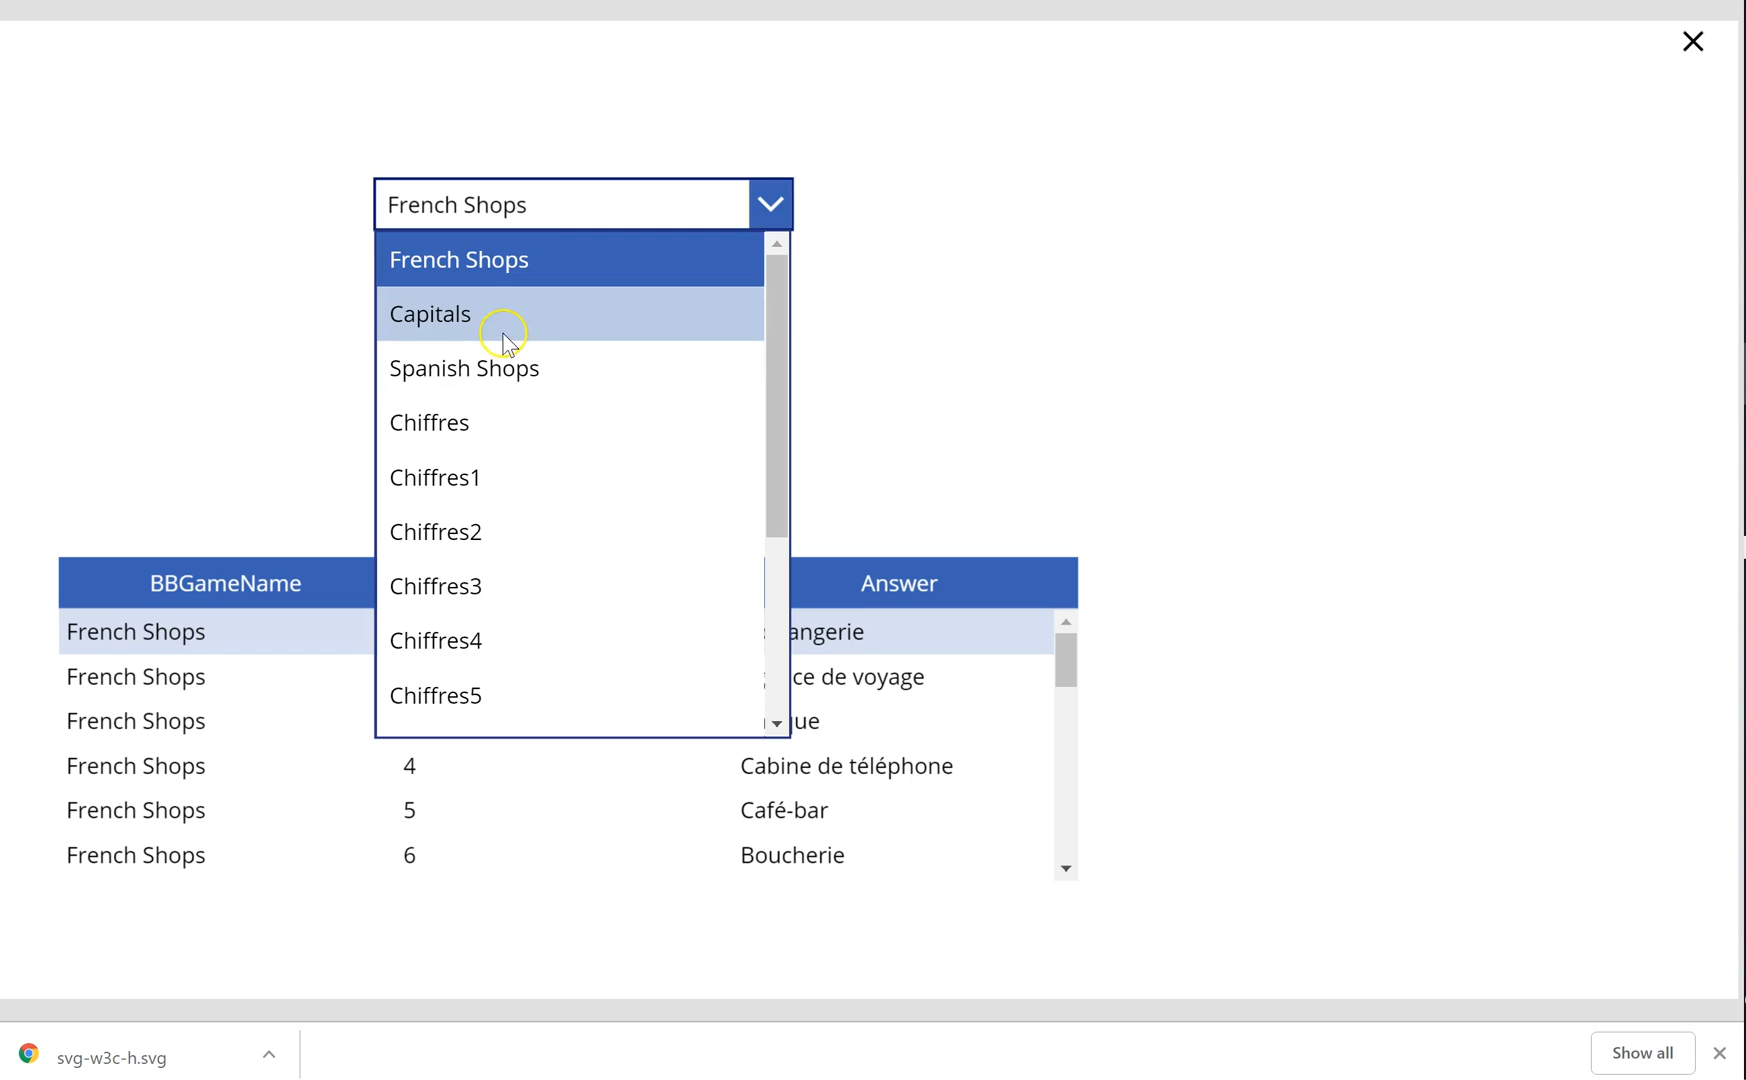 French Shops
French Shops
Capitals
Spanish Shops
Chiffres
Chiffres1
Chiffres2
Chiffres3
Chiffres4
Chiffres5
BBGameName Answer
French Shops
French Shops ce de voyage
French Shops
French Shops 4 Cabine de téléphone
French Shops 5 Café-bar
French Shops 6 Boucherie
svg-w3c-h.svg Show all